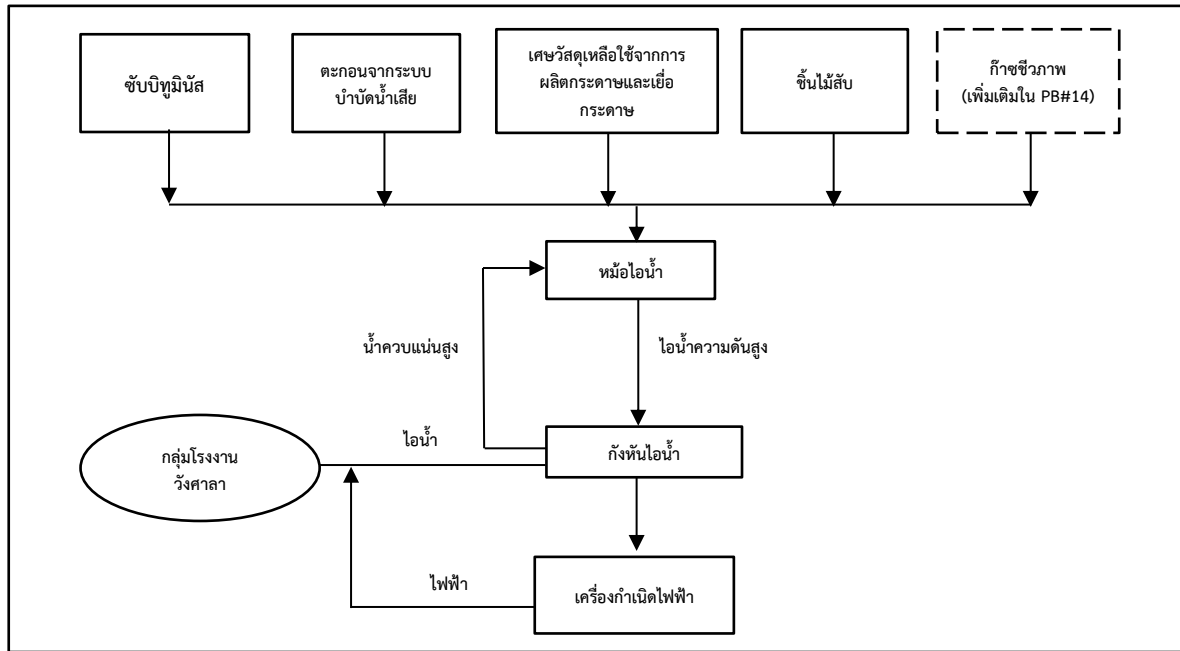 ซับบิทูมินัส
ตะกอนจากระบบ
บำบัดน้ำเสีย
เศษวัสดุเหลือใช้จากการ
ผลิตกระดาษและเยื่อ
กระดาษ
ชิ้นไม้สับ
ก๊าซชีวภาพ
(เพิ่มเติมใน PB#14)
หม้อไอน้ำ
น้ำควบแน่นสูง
ไอน้ำความดันสูง
ไอน้ำ
กลุ่มโรงงาน
วังศาลา
กังหันไอน้ำ
ไฟฟ้า
เครื่องกำเนิดไฟฟ้า